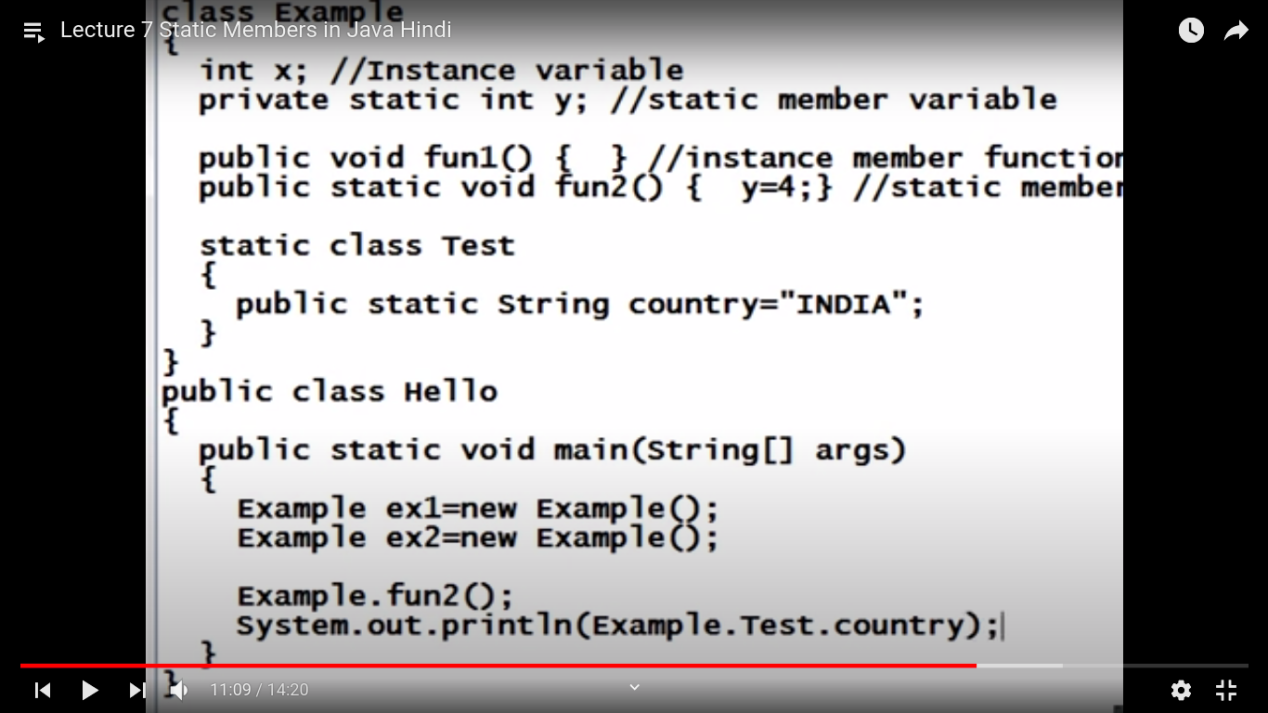 class Example
Lecture 7 Static Members in Java Hindi
{
int x; //Instance variable
private static int y; //static member variable
public void fun1() { } //instance member function
public static void fun2() { y=4;} //static member
static class Test
{
public static String country="INDIA";
}
}
public class Hello
{
public static void main(String[] args)
{
Example ex1=new Example();
Example ex2=new Example();
Example.fun2();
System.out.println(Example.Test.country);
}
}
11:09 / 14:20